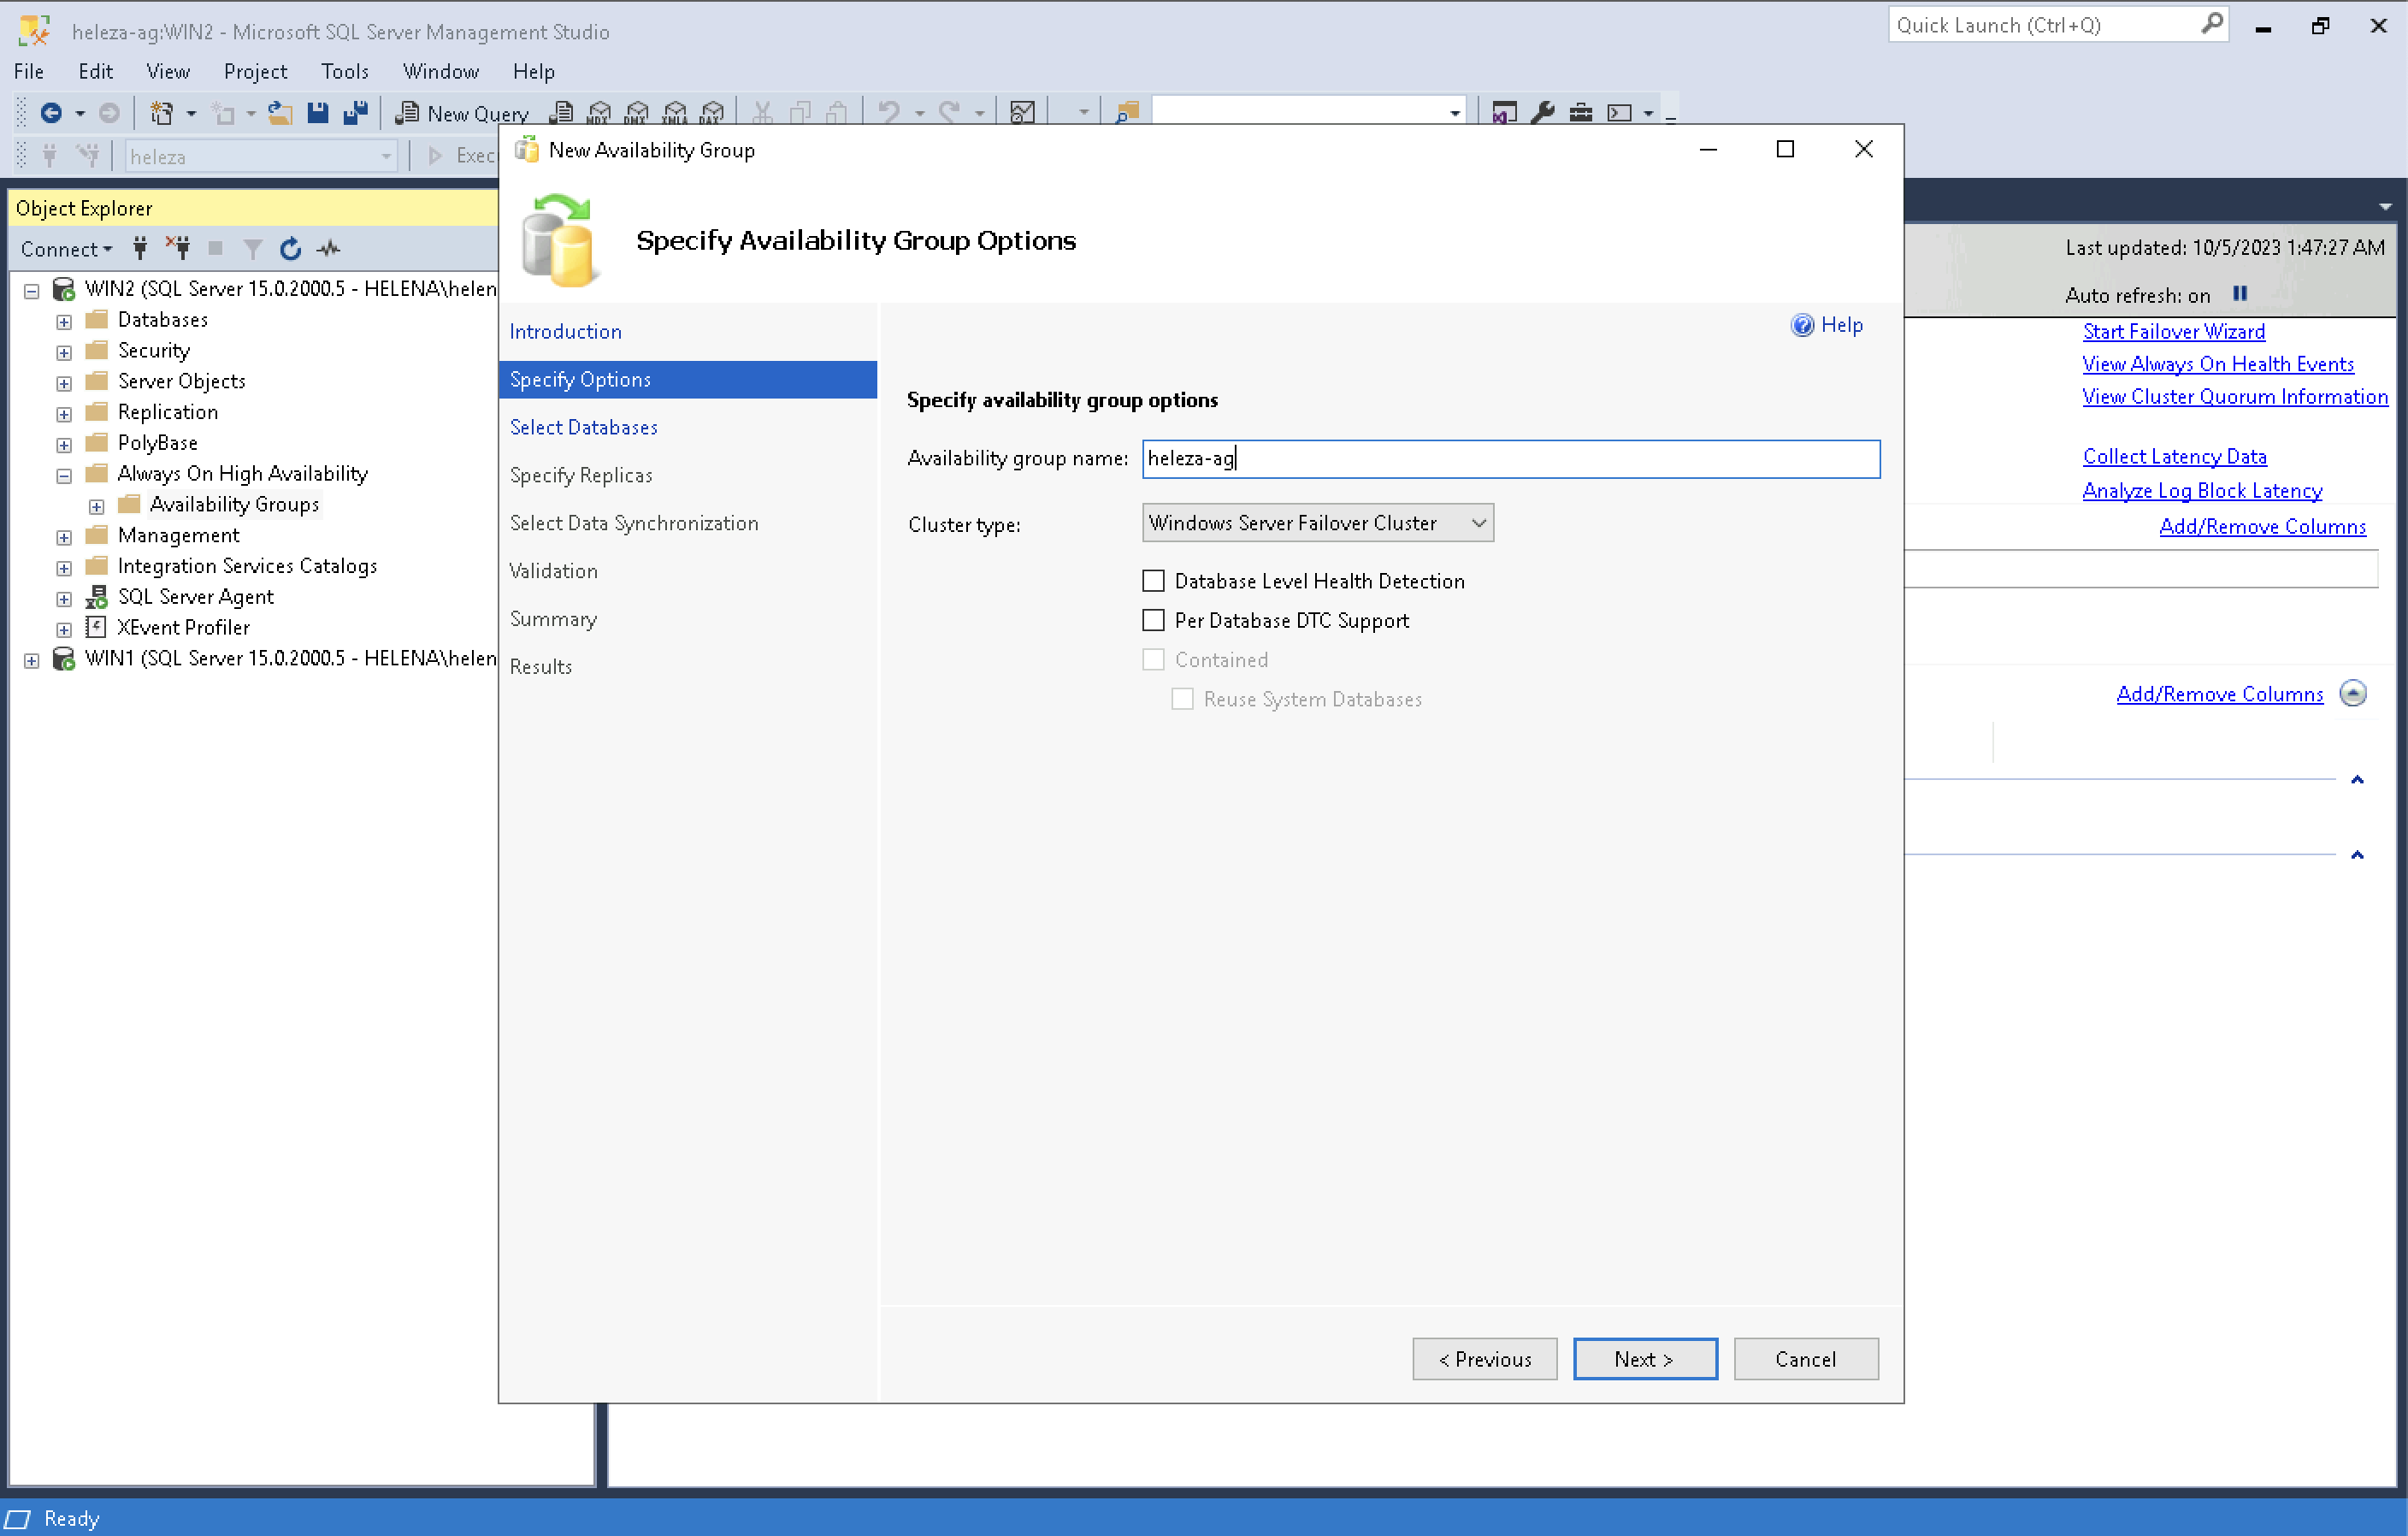 heleza-ag:WIN2 - Microsoft SQL Server Management Studio
Quick Launch (Ctrl+Q)
File Edit View Project Tools Window Help
New Query MDX DMX XMLA DAX
heleza
Object Explorer
Connect
WIN2 (SQL Server 15.0.2000.5 - HELENA\helen
Databases
Security
Server Objects
Replication
PolyBase
Always On High Availability
Availability Groups
Management
Integration Services Catalogs
SQL Server Agent
XEvent Profiler
WIN1 (SQL Server 15.0.2000.5 - HELENA\helen
New Availability Group
Specify Availability Group Options
Introduction
Specify Options
Select Databases
Specify Replicas
Select Data Synchronization
Validation
Summary
Results
Help
Specify availability group options
Availability group name: heleza-ag
Cluster type: Windows Server Failover Cluster
Database Level Health Detection
Per Database DTC Support
Contained
Reuse System Databases
< Previous Next > Cancel
Last updated: 10/5/2023 1:47:27 AM
Auto refresh: on
Start Failover Wizard
View Always On Health Events
View Cluster Quorum Information
Collect Latency Data
Analyze Log Block Latency
Add/Remove Columns
Add/Remove Columns
Ready